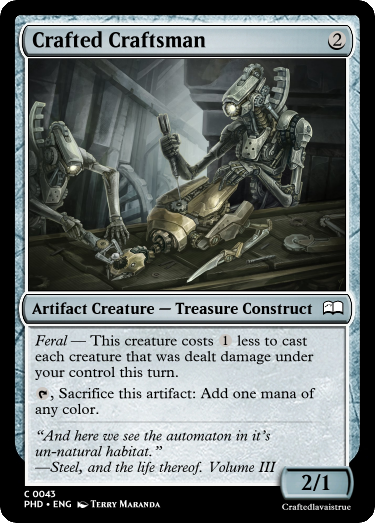 Crafted Craftsman 2
Artifact Creature — Treasure Construct
Feral — This creature costs 1 less to cast
each creature that was dealt damage under
your control this turn.
, Sacrifice this artifact: Add one mana of
any color.
“And here we see the automaton in it's
un-natural habitat.”
—Steel, and the life thereof. Volume III
2/1
C 0043
PHD • ENG Terry Maranda
Craftedlavaistrue